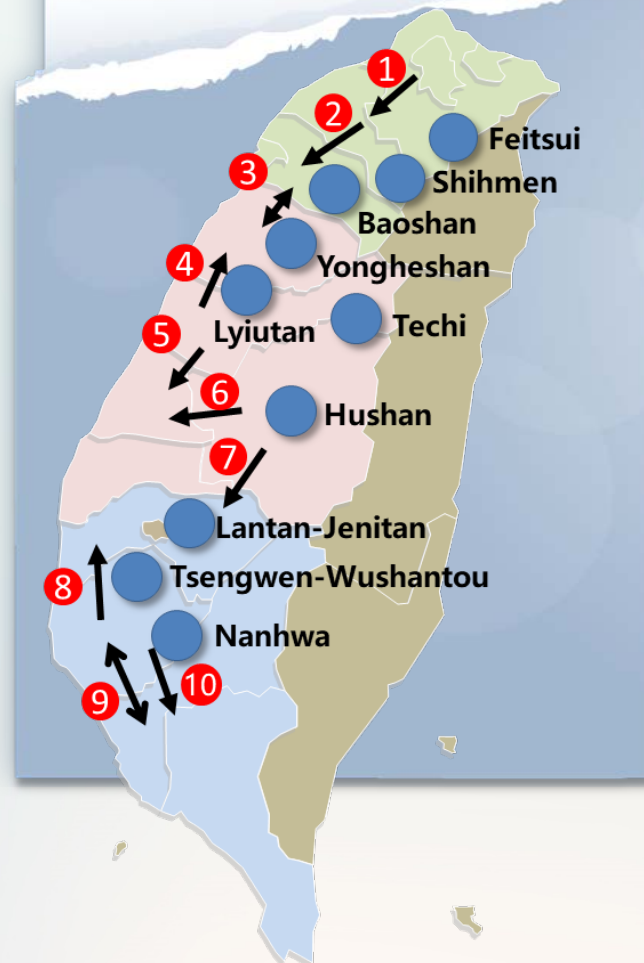 1
2
Feitsui
3
Shihmen
Baoshan
4
Yongheshan
5
Lyiutan
Techi
6
Hushan
7
Lantan-Jenitan
8
Tsengwen-Wushantou
Nanhwa
9
10